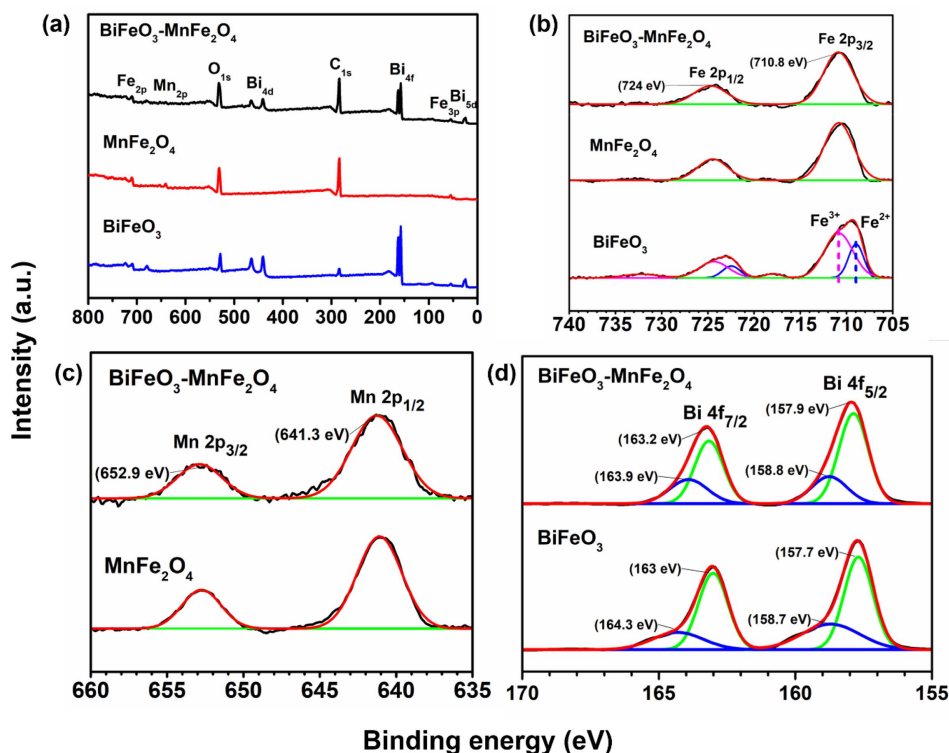 Intensity (a.u.)
(a)
BiFeO₃-MnFe₂O₄
Fe₂ₚ Mn₂ₚ O₁ₛ Bi₄d C₁ₛ Bi₄f Fe₃ₚ Bi₅d
MnFe₂O₄
BiFeO₃
800 700 600 500 400 300 200 100 0
(b)
BiFeO₃-MnFe₂O₄
Fe 2p₃/₂
(710.8 eV)
Fe 2p₁/₂
(724 eV)
MnFe₂O₄
Fe³⁺ Fe²⁺
BiFeO₃
740 735 730 725 720 715 710 705
(c)
BiFeO₃-MnFe₂O₄
Mn 2p₁/₂
(641.3 eV)
Mn 2p₃/₂
(652.9 eV)
MnFe₂O₄
660 655 650 645 640 635
(d)
BiFeO₃-MnFe₂O₄
Bi 4f₅/₂
(157.9 eV)
Bi 4f₇/₂
(163.2 eV)
(158.8 eV)
(163.9 eV)
BiFeO₃
(157.7 eV)
(163 eV)
(158.7 eV)
(164.3 eV)
170 165 160 155
Binding energy (eV)